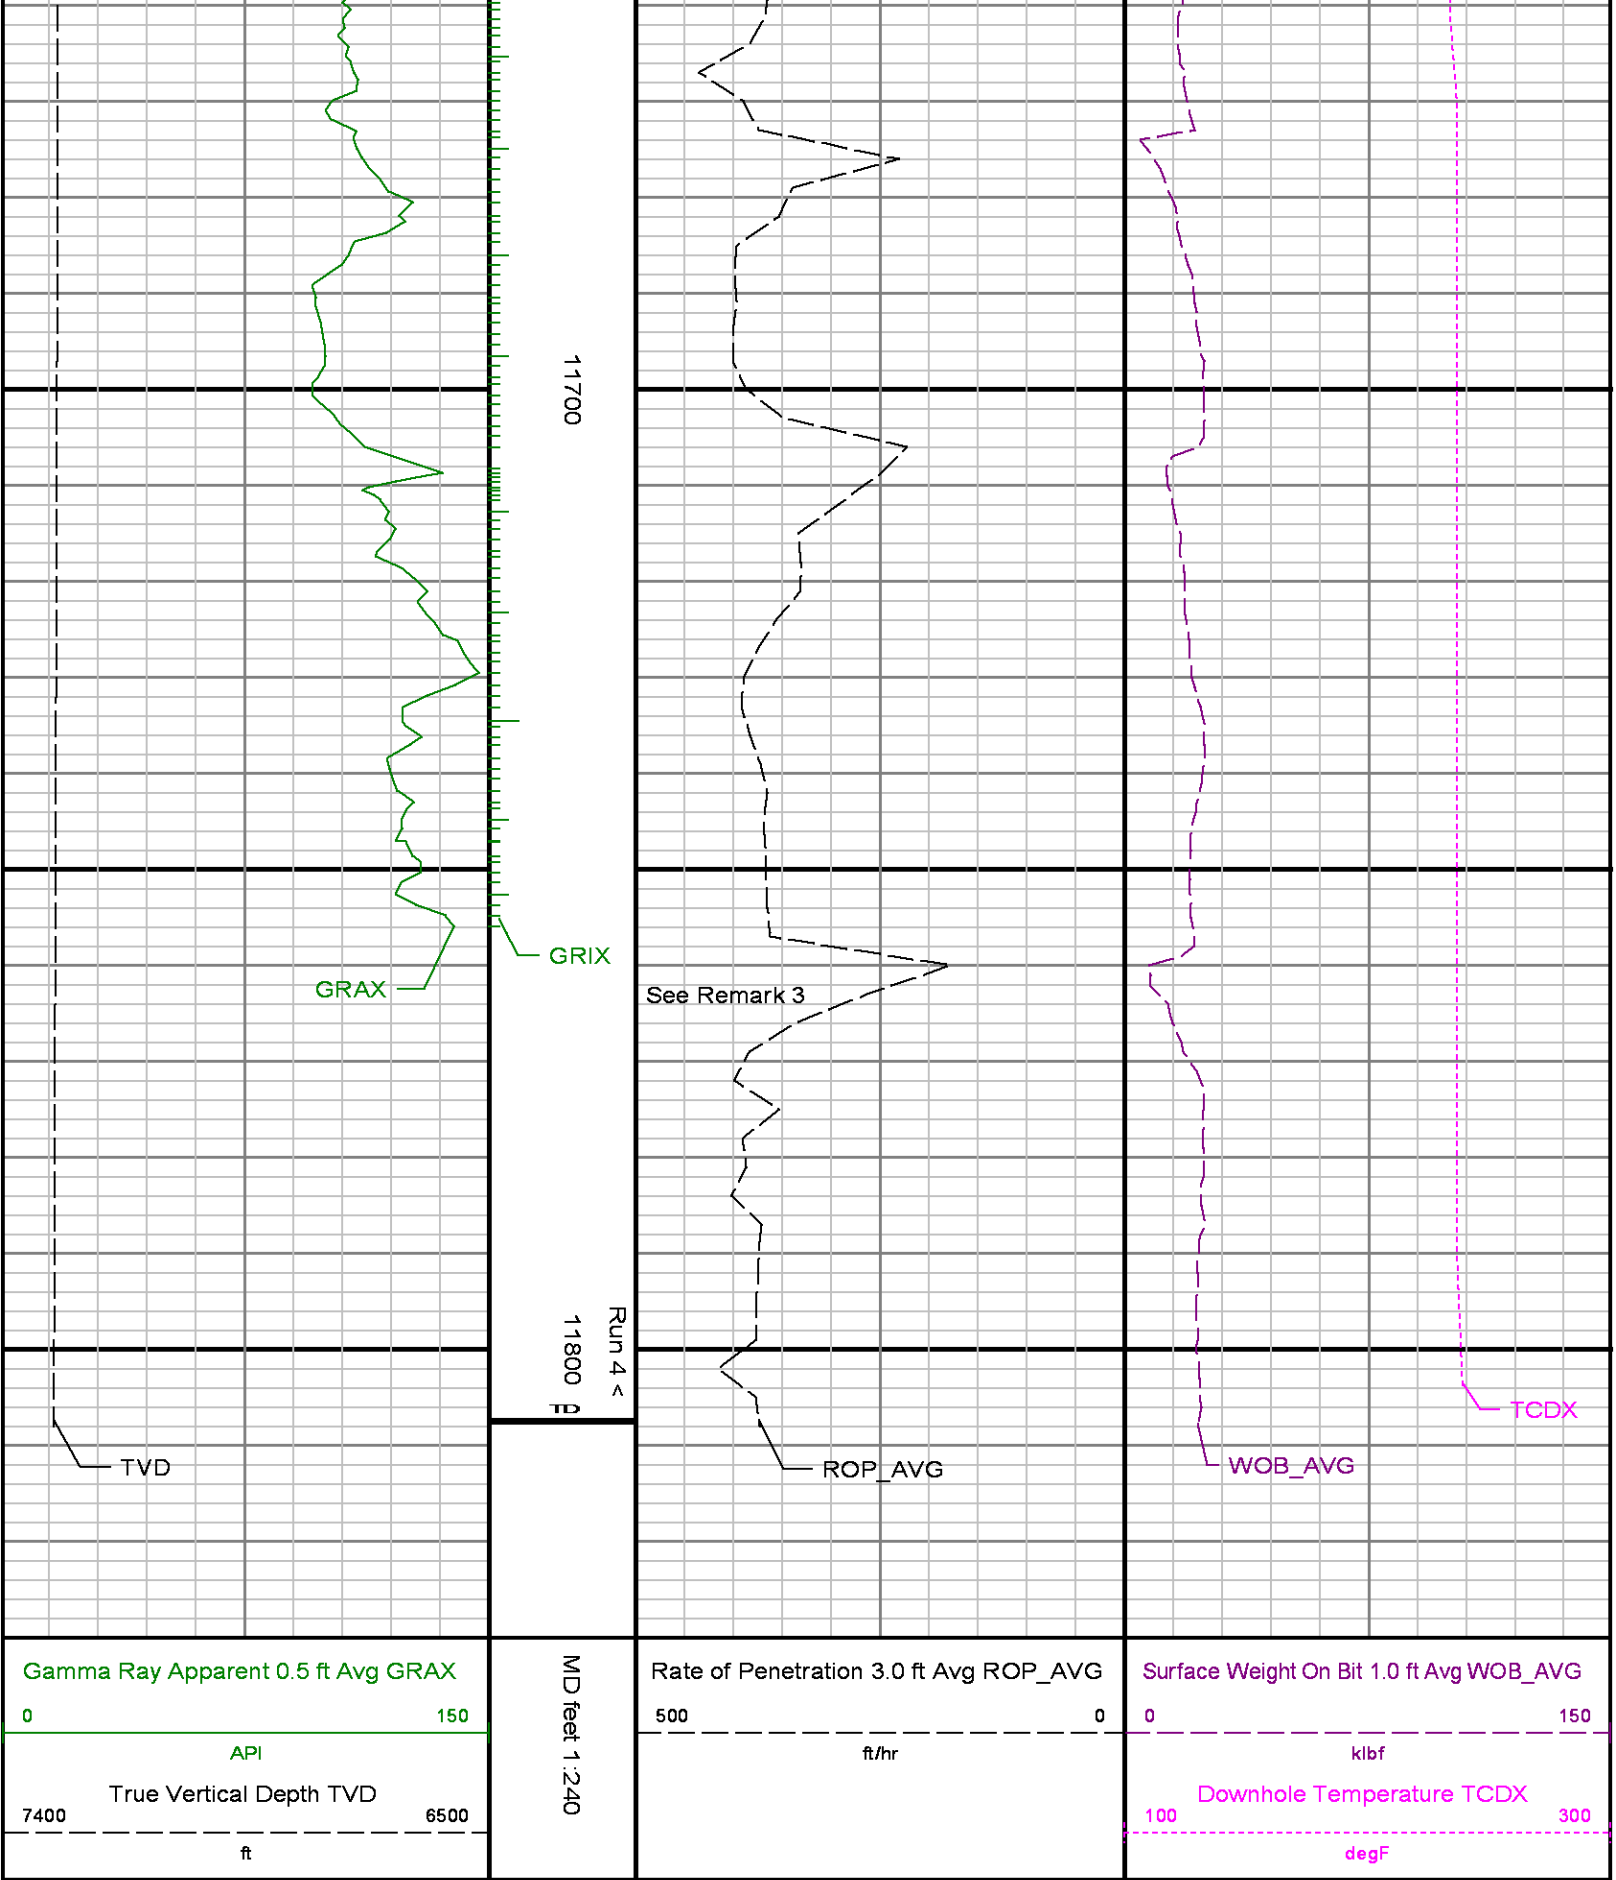 11700
GRIX
GRAX
See Remark 3
Run 4 <
11800
TD
TCDX
TVD
ROP_AVG
WOB_AVG
Gamma Ray Apparent 0.5 ft Avg GRAX
0 150
API
True Vertical Depth TVD
7400 6500
ft
MD feet 1:240
Rate of Penetration 3.0 ft Avg ROP_AVG
500 0
ft/hr
Surface Weight On Bit 1.0 ft Avg WOB_AVG
0 150
klbf
Downhole Temperature TCDX
100 300
degF